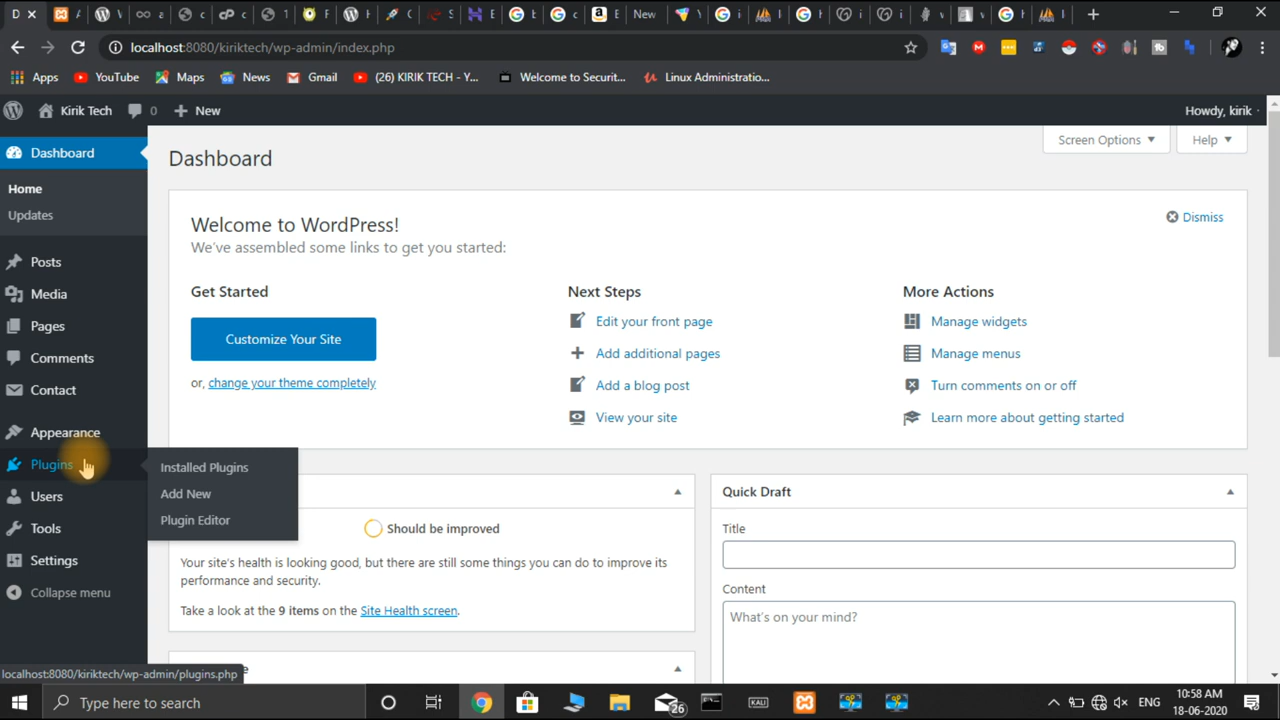 D
New
localhost:8080/kiriktech/wp-admin/index.php
Apps YouTube Maps News Gmail (26) KIRIK TECH - Y... Welcome to Securit... Linux Administratio...
Kirik Tech 0 New Howdy, kirik
Dashboard
Home
Updates
Posts
Media
Pages
Comments
Contact
Appearance
Plugins
Users
Tools
Settings
Collapse menu
Installed Plugins
Add New
Plugin Editor
Screen Options Help
Dashboard
Welcome to WordPress!
We've assembled some links to get you started:
Dismiss
Get Started
Customize Your Site
or, change your theme completely
Next Steps
Edit your front page
Add additional pages
Add a blog post
View your site
More Actions
Manage widgets
Manage menus
Turn comments on or off
Learn more about getting started
Should be improved
Your site's health is looking good, but there are still some things you can do to improve its
performance and security.
Take a look at the 9 items on the Site Health screen.
Quick Draft
Title
Content
What's on your mind?
localhost:8080/kiriktech/wp-admin/plugins.php
Type here to search
26
KALI
ENG
10:58 AM
18-06-2020